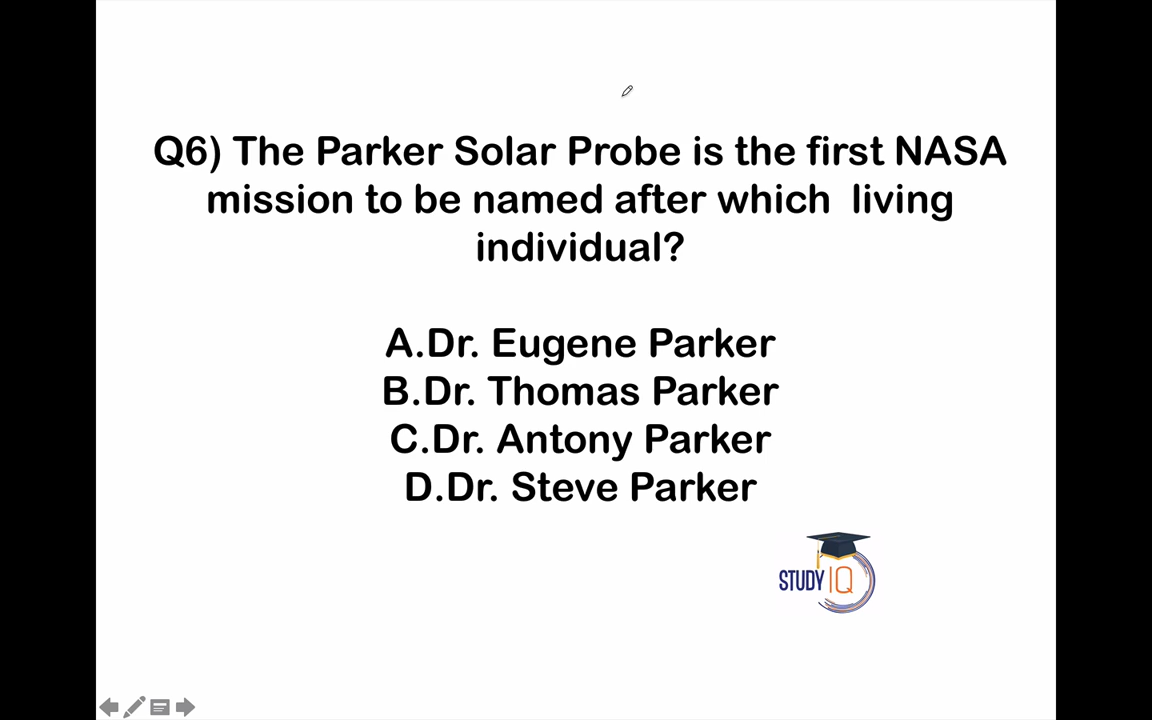 Q6) The Parker Solar Probe is the first NASA
mission to be named after which living
individual?
A.Dr. Eugene Parker
B.Dr. Thomas Parker
C.Dr. Antony Parker
D.Dr. Steve Parker
STUDY IQ